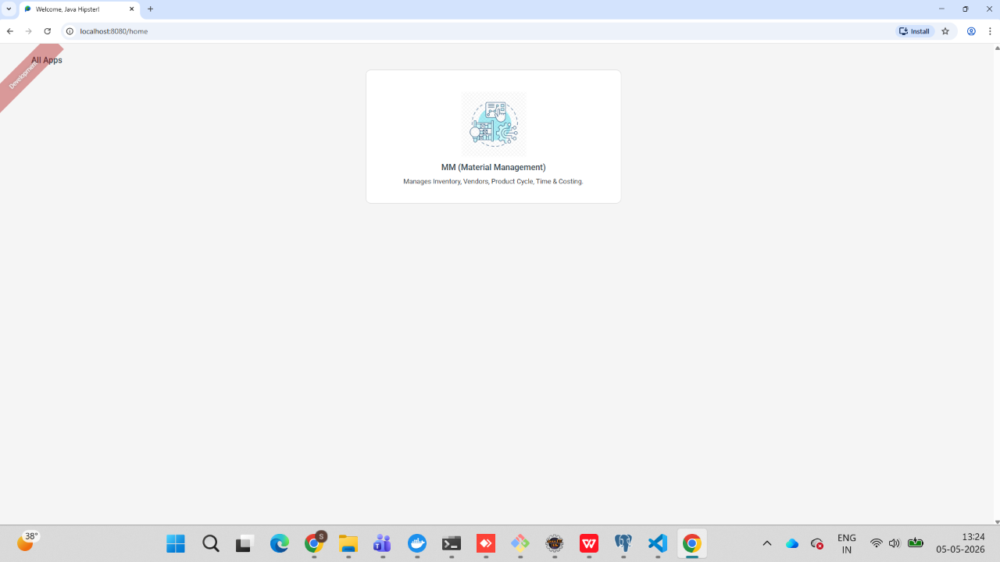 Welcome, Java Hipster!
localhost:8080/home
Install
All Apps
Development
MM (Material Management)
Manages Inventory, Vendors, Product Cycle, Time & Costing.
38°
S
ENG
IN
13:24
05-05-2026